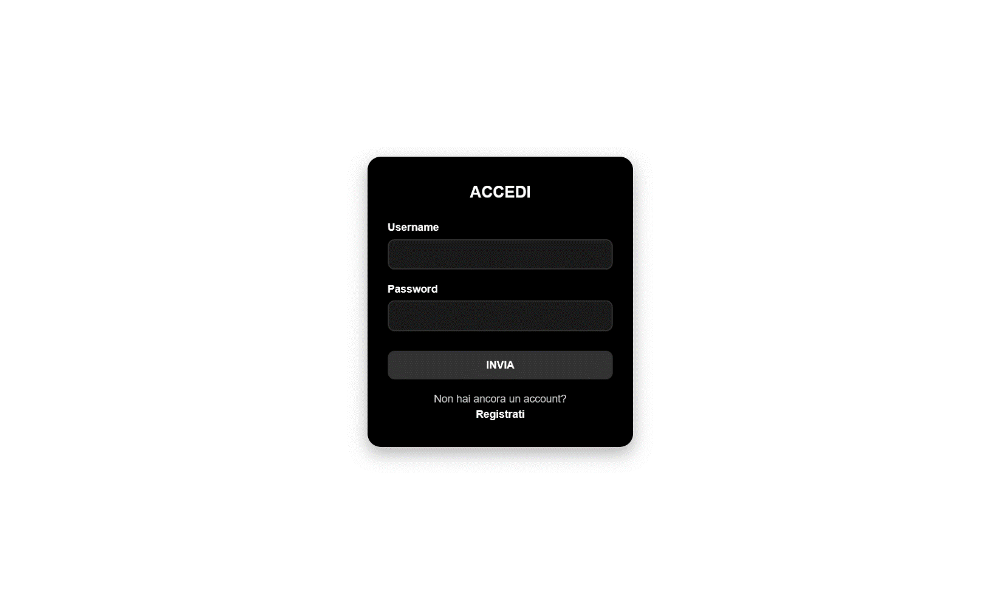 ACCEDI
Username
Password
INVIA
Non hai ancora un account?
Registrati